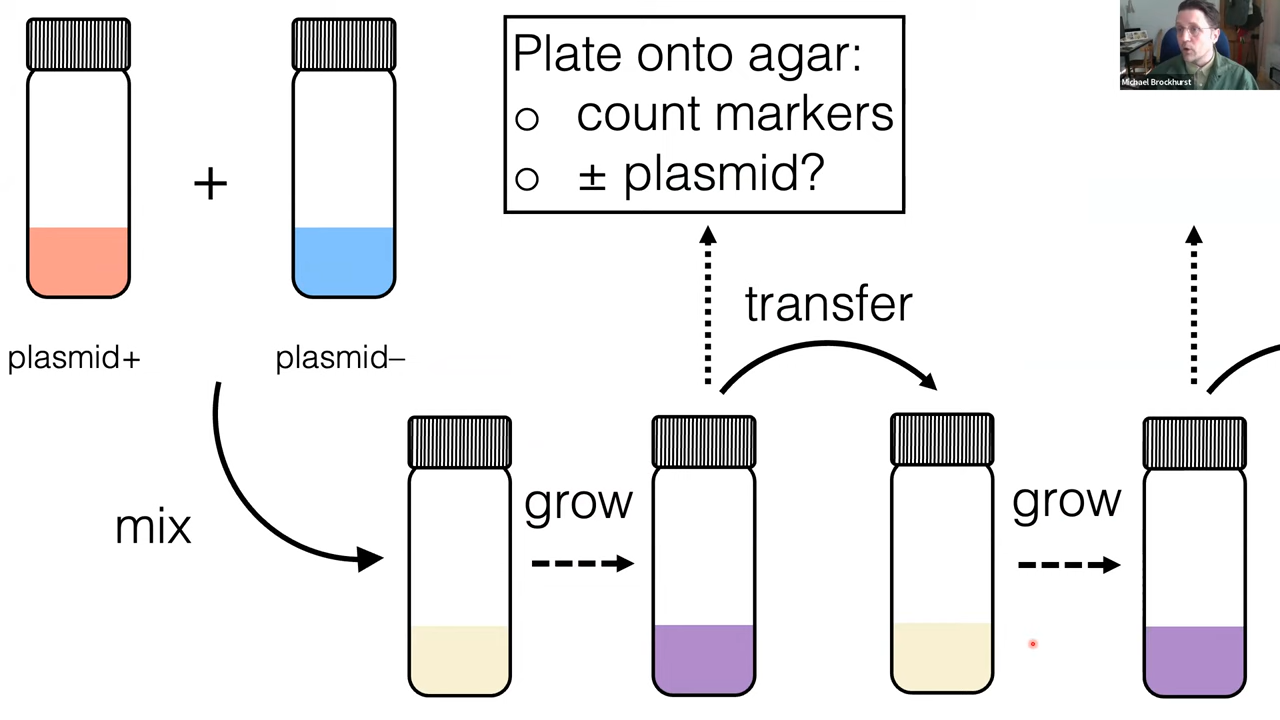 Plate onto agar:
○ count markers
○ ± plasmid?
Michael Brockhurst
+
plasmid+
plasmid–
transfer
mix
grow
grow